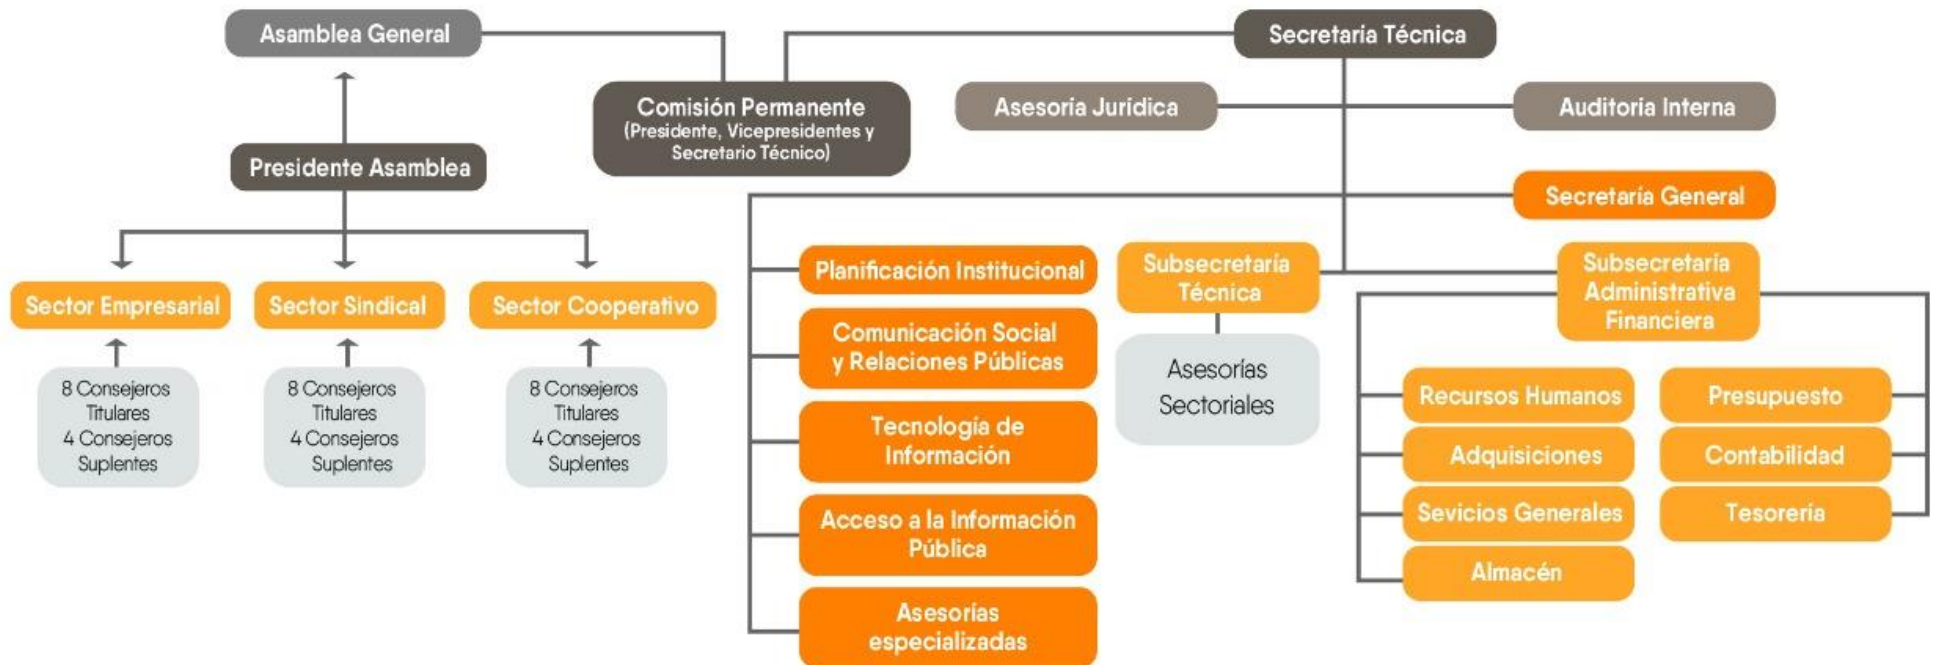 Asamblea General
Secretaría Técnica
Comisión Permanente
(Presidente, Vicepresidentes y
Secretario Técnico)
Asesoría Jurídica
Auditoría Interna
Presidente Asamblea
Secretaría General
Sector Empresarial
Sector Sindical
Sector Cooperativo
8 Consejeros
Titulares
4 Consejeros
Suplentes
8 Consejeros
Titulares
4 Consejeros
Suplentes
8 Consejeros
Titulares
4 Consejeros
Suplentes
Planificación Institucional
Comunicación Social
y Relaciones Públicas
Tecnología de
Información
Acceso a la Información
Pública
Asesorías
especializadas
Subsecretaría
Técnica
Asesorías
Sectoriales
Subsecretaría
Administrativa
Financiera
Recursos Humanos
Adquisiciones
Sevicios Generales
Almacén
Presupuesto
Contabilidad
Tesorería